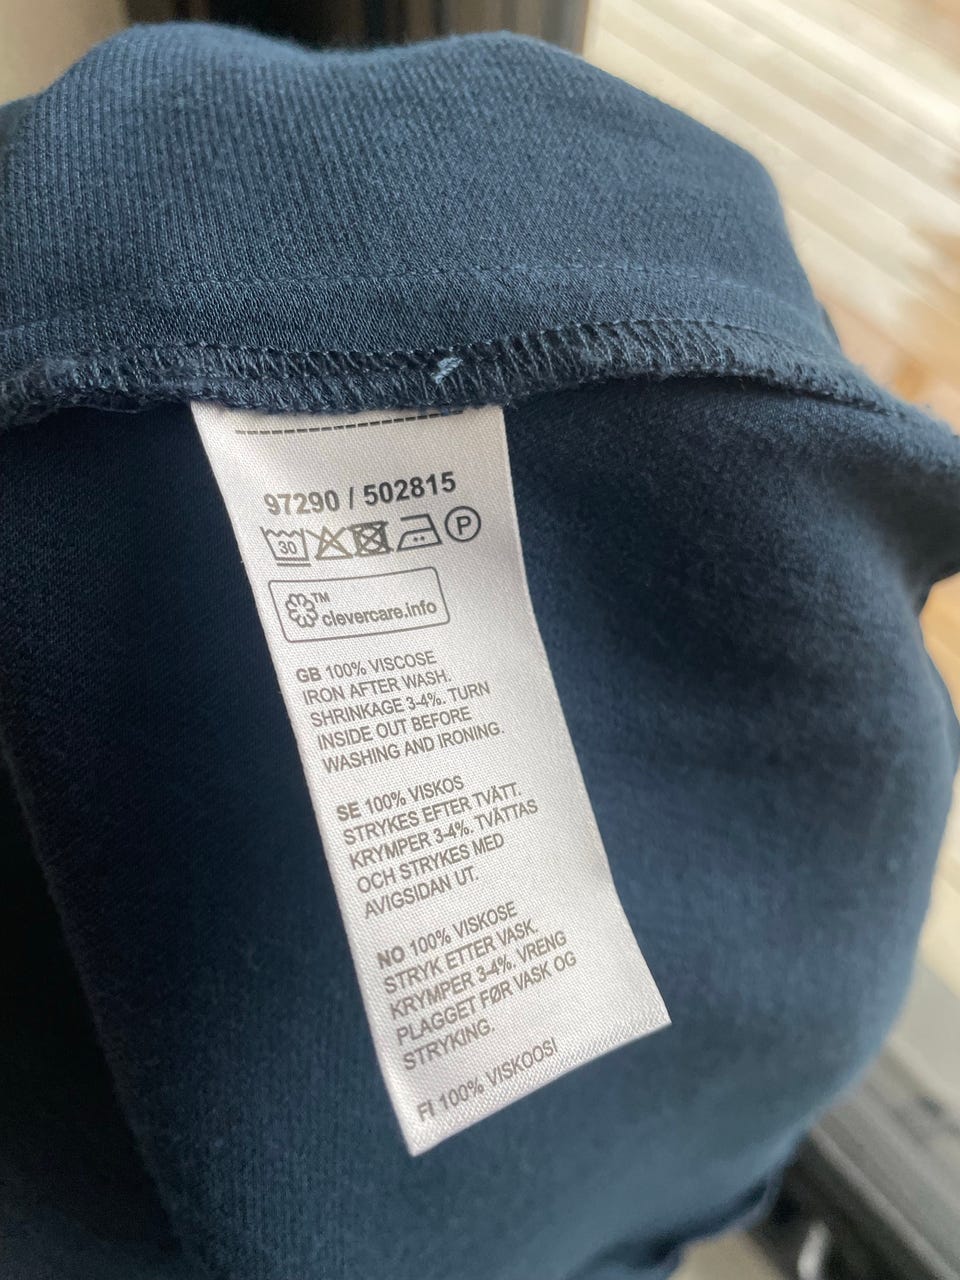 97290 / 502815
30 P
TM
clevercare.info
GB 100% VISCOSE
IRON AFTER WASH.
SHRINKAGE 3-4%. TURN
INSIDE OUT BEFORE
WASHING AND IRONING.
SE 100% VISKOS
STRYKES EFTER TVÄTT.
KRYMPER 3-4%. TVÄTTAS
OCH STRYKES MED
AVIGSIDAN UT.
NO 100% VISKOSE
STRYK ETTER VASK.
KRYMPER 3-4%. VRENG
PLAGGET FØR VASK OG
STRYKING.
FI 100% VISKOOSI